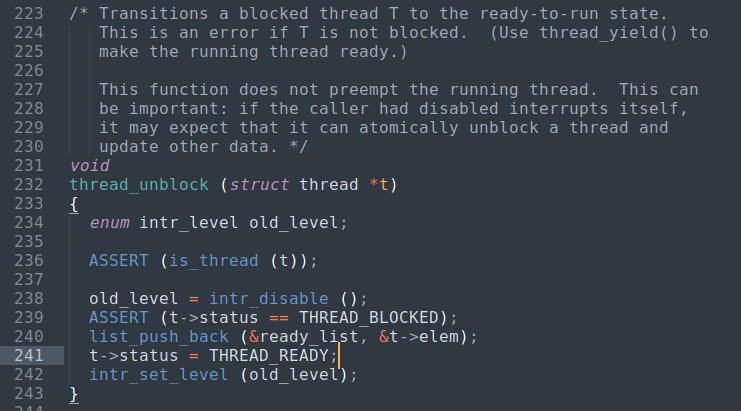 223 /* Transitions a blocked thread T to the ready-to-run state.
224    This is an error if T is not blocked.  (Use thread_yield() to
225    make the running thread ready.)
226
227    This function does not preempt the running thread.  This can
228    be important: if the caller had disabled interrupts itself,
229    it may expect that it can atomically unblock a thread and
230    update other data. */
231 void
232 thread_unblock (struct thread *t)
233 {
234   enum intr_level old_level;
235
236   ASSERT (is_thread (t));
237
238   old_level = intr_disable ();
239   ASSERT (t->status == THREAD_BLOCKED);
240   list_push_back (&ready_list, &t->elem);
241   t->status = THREAD_READY;
242   intr_set_level (old_level);
243 }
244